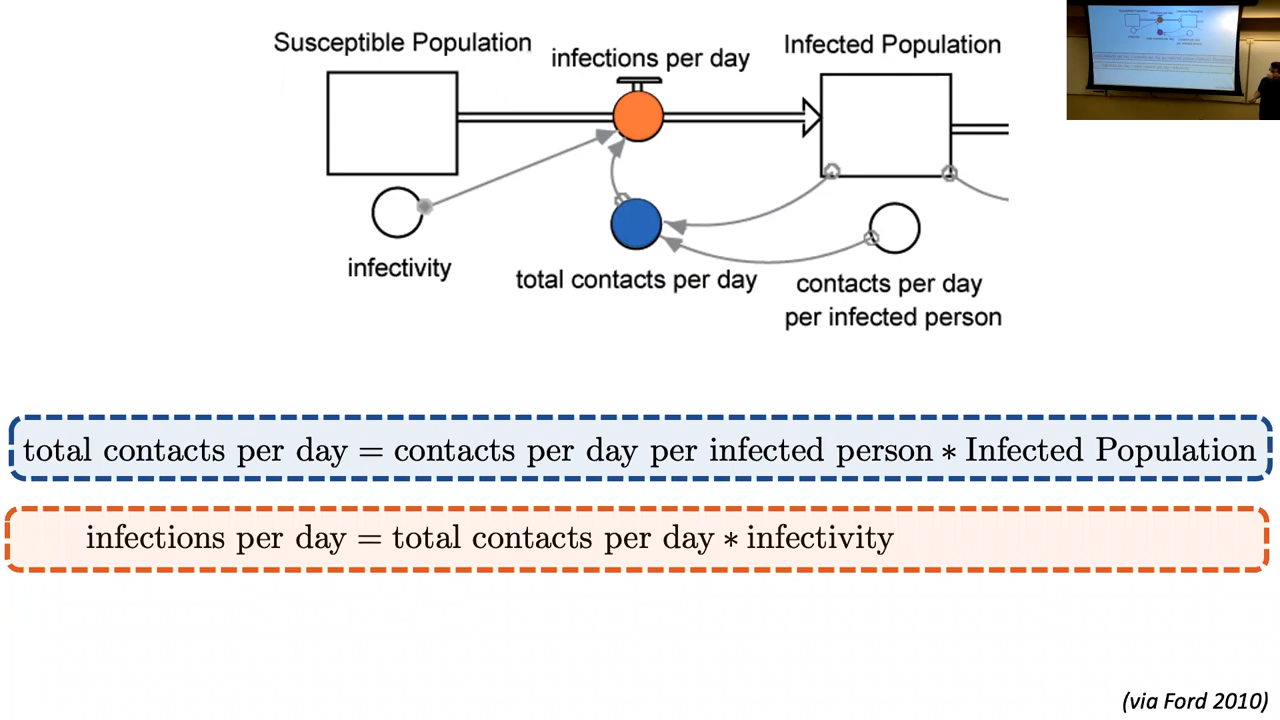 Susceptible Population
infections per day
Infected Population
infectivity
total contacts per day
contacts per day
per infected person
total contacts per day = contacts per day per infected person * Infected Population
infections per day = total contacts per day * infectivity
(via Ford 2010)